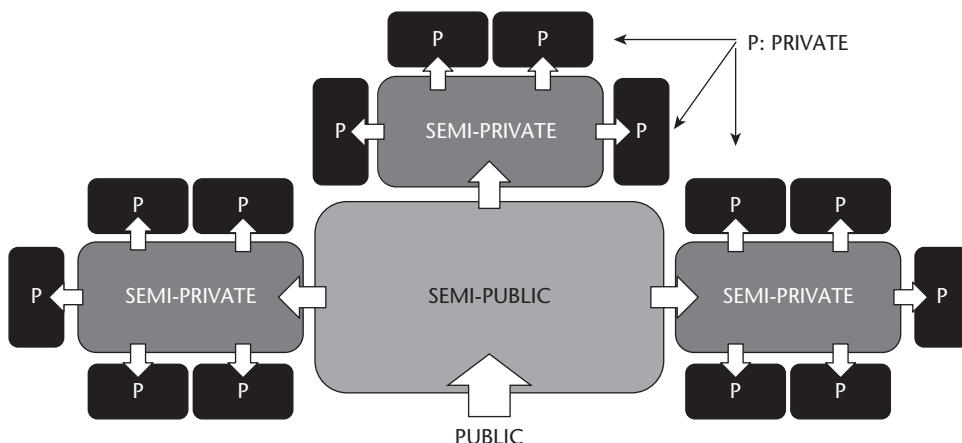 P P
P: PRIVATE
P SEMI-PRIVATE P
P P P P
P SEMI-PRIVATE SEMI-PUBLIC SEMI-PRIVATE P
P P P P
PUBLIC